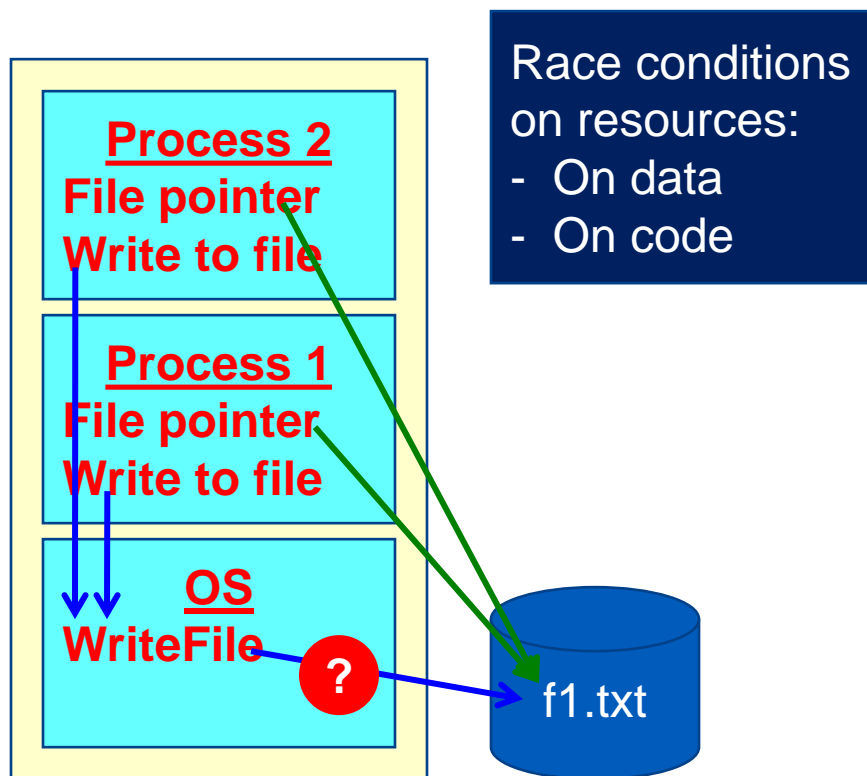 Process 2
File pointer
Write to file
Process 1
File pointer
Write to file
OS
WriteFile
?
f1.txt
Race conditions
on resources:
- On data
- On code